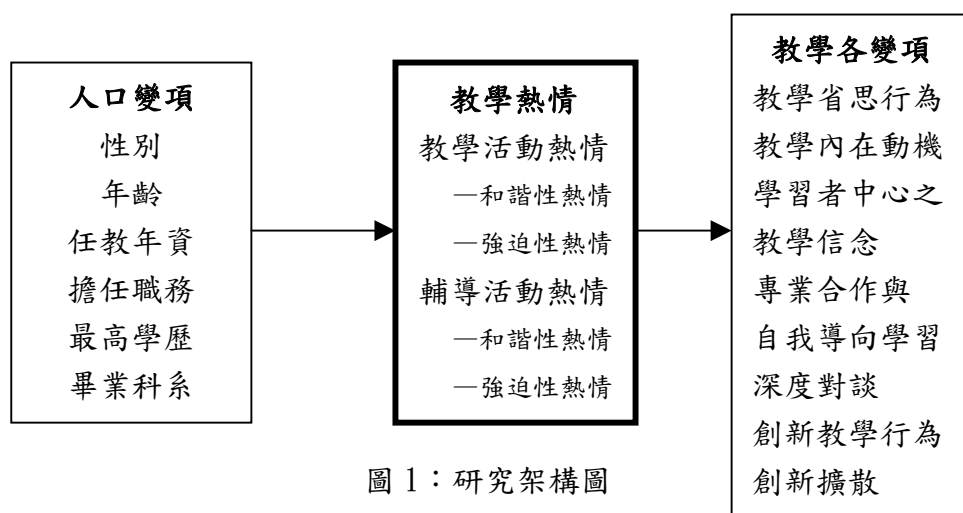 人口變項
性別
年齡
任教年資
擔任職務
最高學歷
畢業科系
教學熱情
教學活動熱情
—和諧性熱情
—強迫性熱情
輔導活動熱情
—和諧性熱情
—強迫性熱情
教學各變項
教學省思行為
教學內在動機
學習者中心之
教學信念
專業合作與
自我導向學習
深度對談
創新教學行為
創新擴散
圖1：研究架構圖